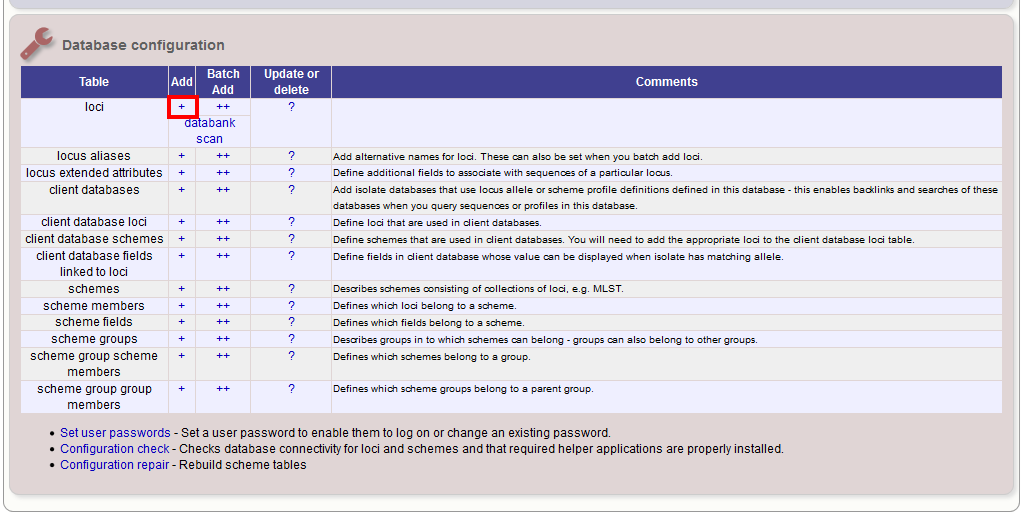 Database configuration
Table Add Batch Add Update or delete Comments
loci + ++ ?
databank scan
locus aliases + ++ ? Add alternative names for loci. These can also be set when you batch add loci.
locus extended attributes + ++ ? Define additional fields to associate with sequences of a particular locus.
client databases + ++ ? Add isolate databases that use locus allele or scheme profile definitions defined in this database - this enables backlinks and searches of these
databases when you query sequences or profiles in this database.
client database loci + ++ ? Define loci that are used in client databases.
client database schemes + ++ ? Define schemes that are used in client databases. You will need to add the appropriate loci to the client database loci table.
client database fields + ++ ? Define fields in client database whose value can be displayed when isolate has matching allele.
linked to loci
schemes + ++ ? Describes schemes consisting of collections of loci, e.g. MLST.
scheme members + ++ ? Defines which loci belong to a scheme.
scheme fields + ++ ? Defines which fields belong to a scheme.
scheme groups + ++ ? Describes groups in to which schemes can belong - groups can also belong to other groups.
scheme group scheme + ++ ? Defines which schemes belong to a group.
members
scheme group group + ++ ? Defines which scheme groups belong to a parent group.
members
• Set user passwords - Set a user password to enable them to log on or change an existing password.
• Configuration check - Checks database connectivity for loci and schemes and that required helper applications are properly installed.
• Configuration repair - Rebuild scheme tables